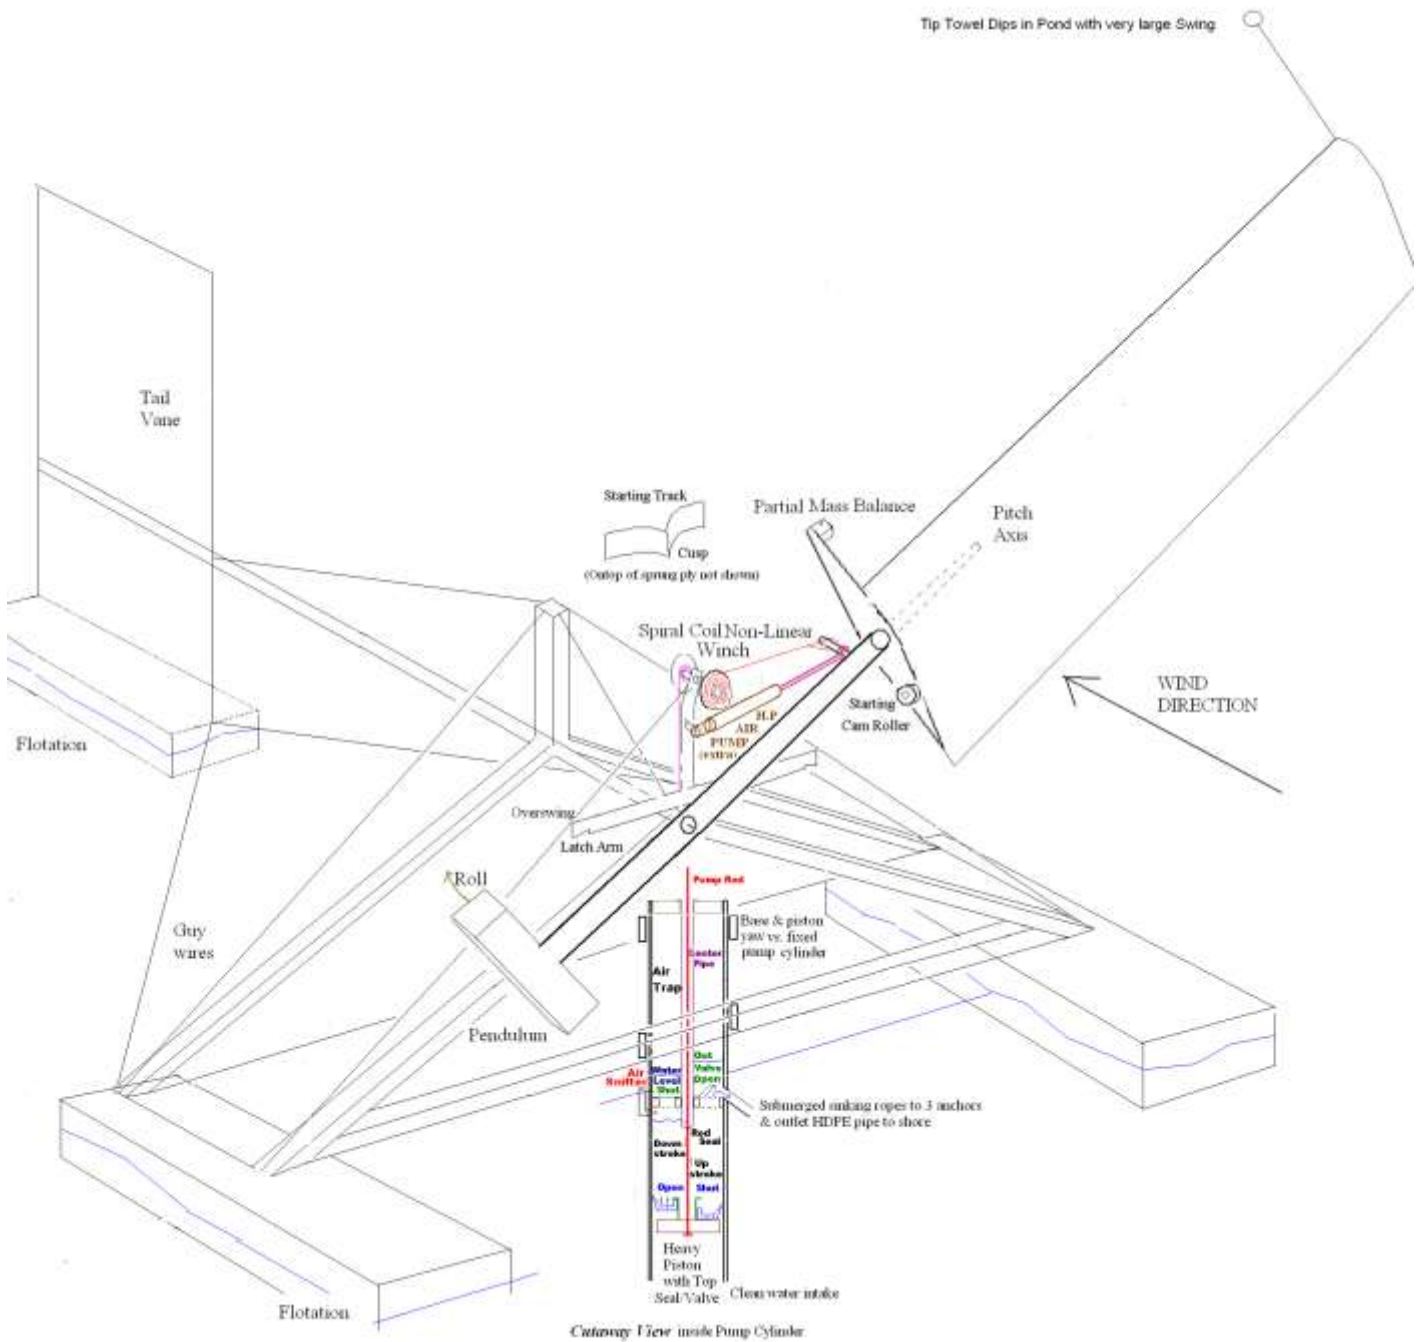 Tip Towel Dips in Pond with very large Swing
Tail
Vane
Starting Track
Cusp
(Ontop of sprung ply not shown)
Partial Mass Balance
Pitch
Axis
Spiral Coil Non-Linear
Winch
WIND
DIRECTION
Starting
Cam Roller
H.P
AIR
PUMP
(extra)
Flotation
Overswing
Latch Arm
Roll
Pump Rod
Guy
wires
Base & piston
yaw vs. fixed
pump cylinder
Center
Pipe
Air
Trap
Pendulum
Air
Snifter
Water
Level
Shut
Out
Valve
Open
Submerged sinking ropes to 3 anchors
& outlet HDPE pipe to shore
Rod
Seal
Down
stroke
Up
stroke
Open
Shut
Heavy
Piston
with Top
Seal/Valve
Clean water intake
Flotation
Cutaway View inside Pump Cylinder